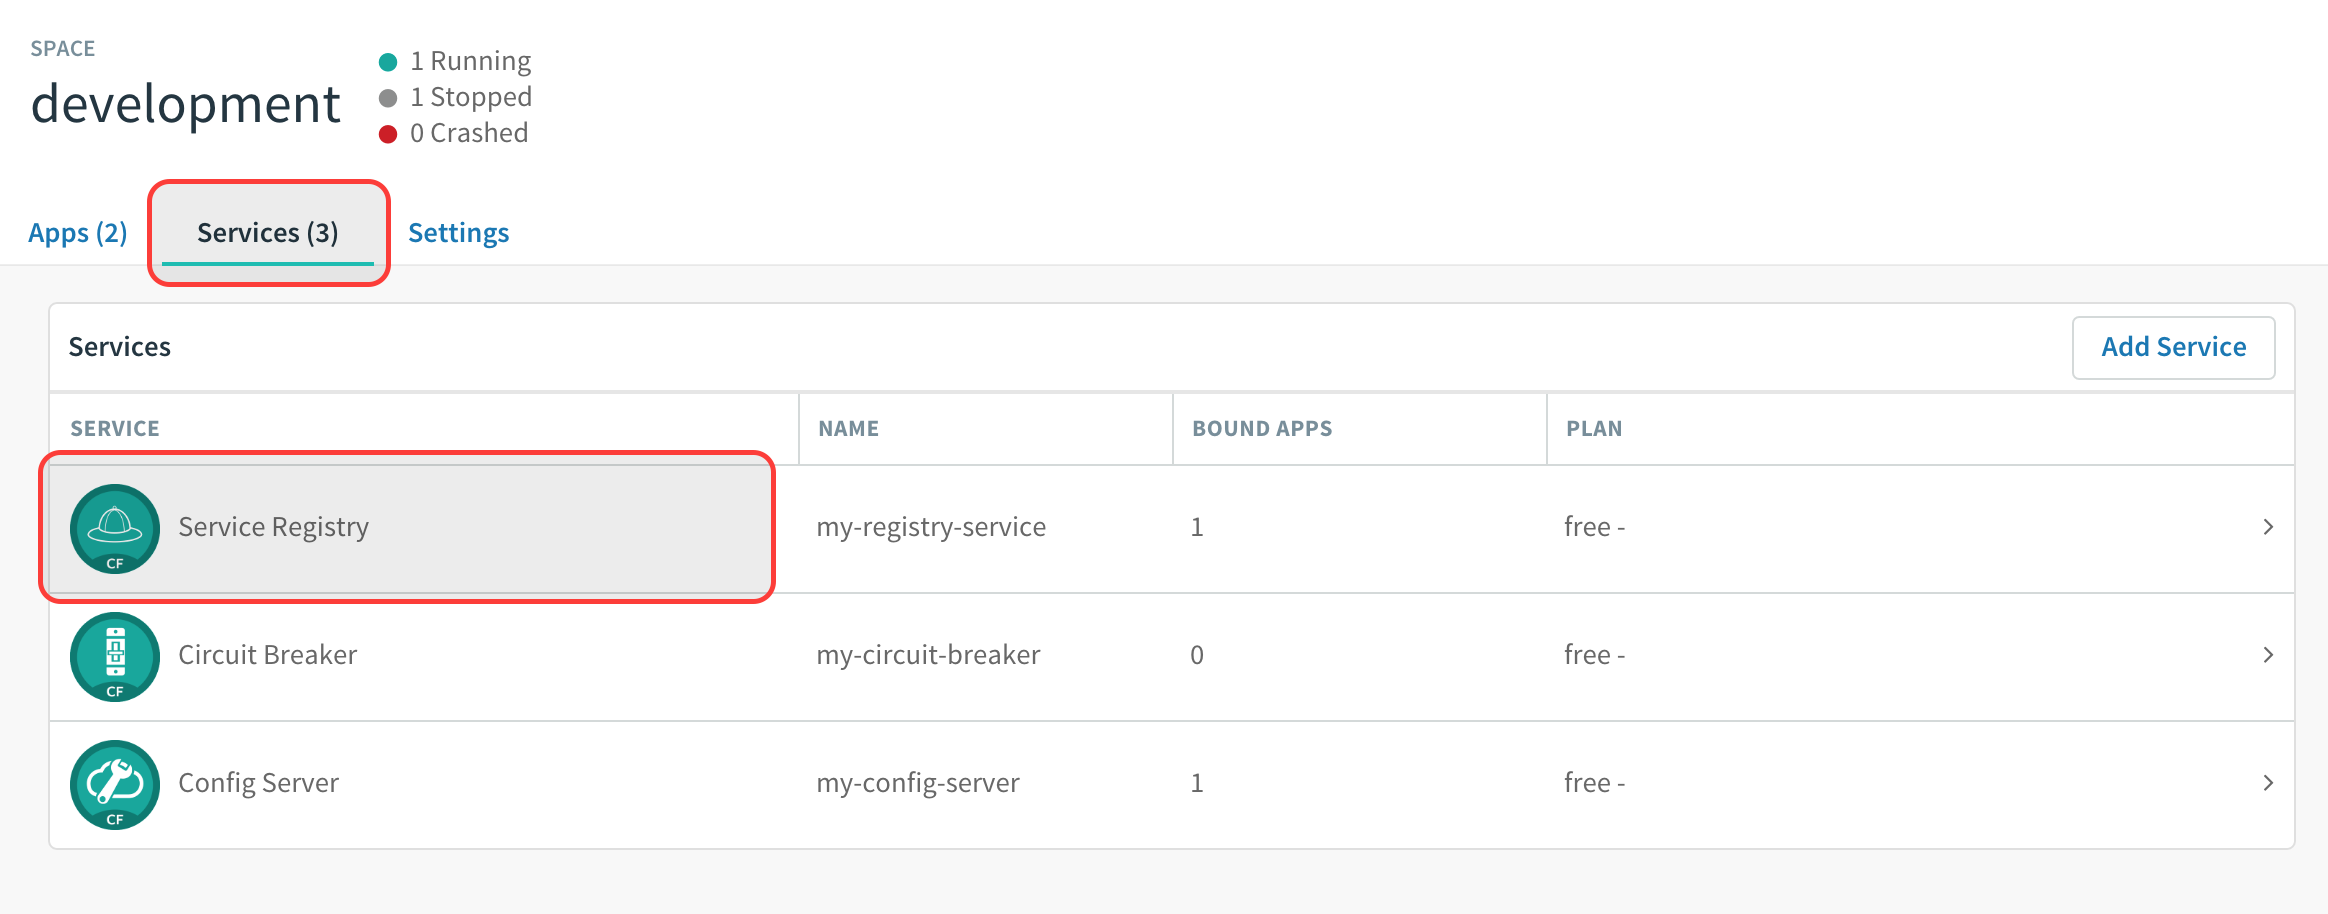 SPACE
development
1 Running
1 Stopped
0 Crashed
Apps (2)
Services (3)
Settings
Services
Add Service
SERVICE
NAME
BOUND APPS
PLAN
CF
Service Registry
my-registry-service
1
free -
CF
Circuit Breaker
my-circuit-breaker
0
free -
CF
Config Server
my-config-server
1
free -